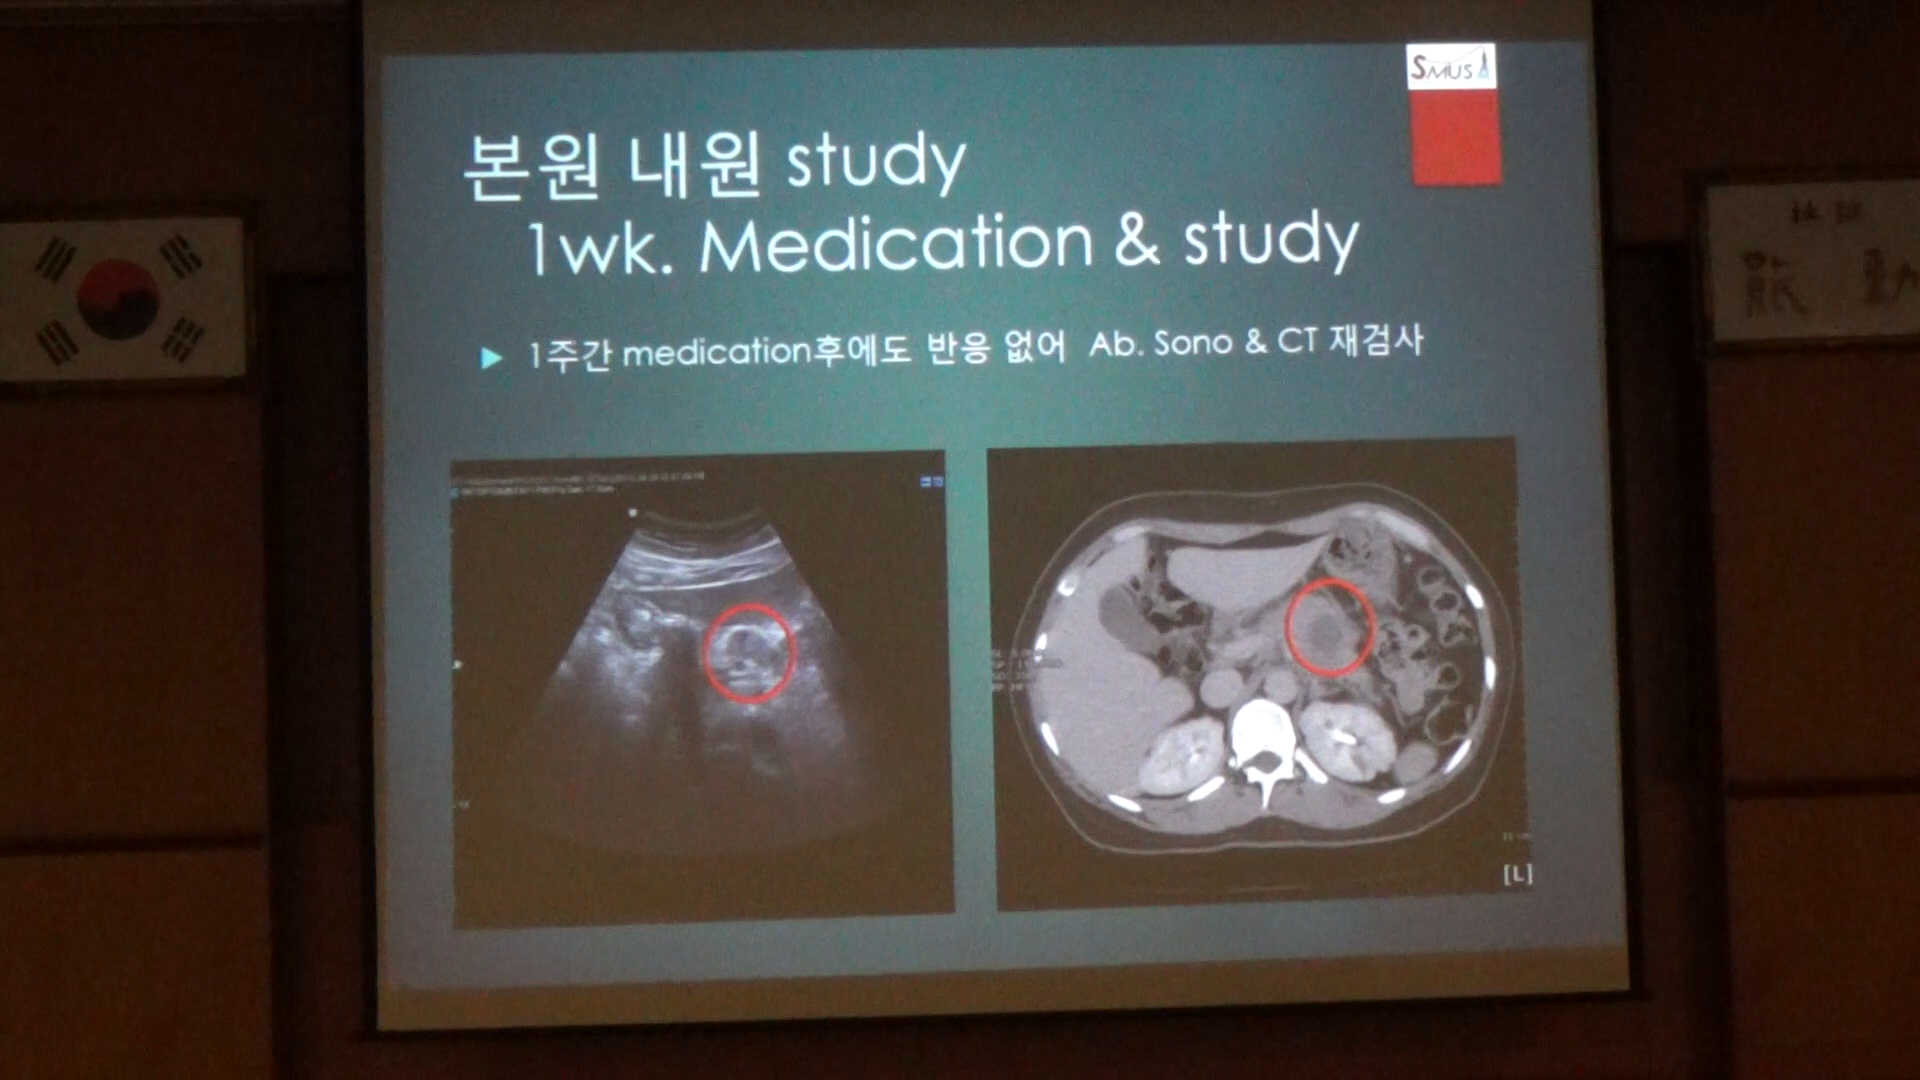 SMUS
본원 내원 study
1wk. Medication & study
1주간 medication후에도 반응 없어 Ab. Sono & CT 재검사
[L]